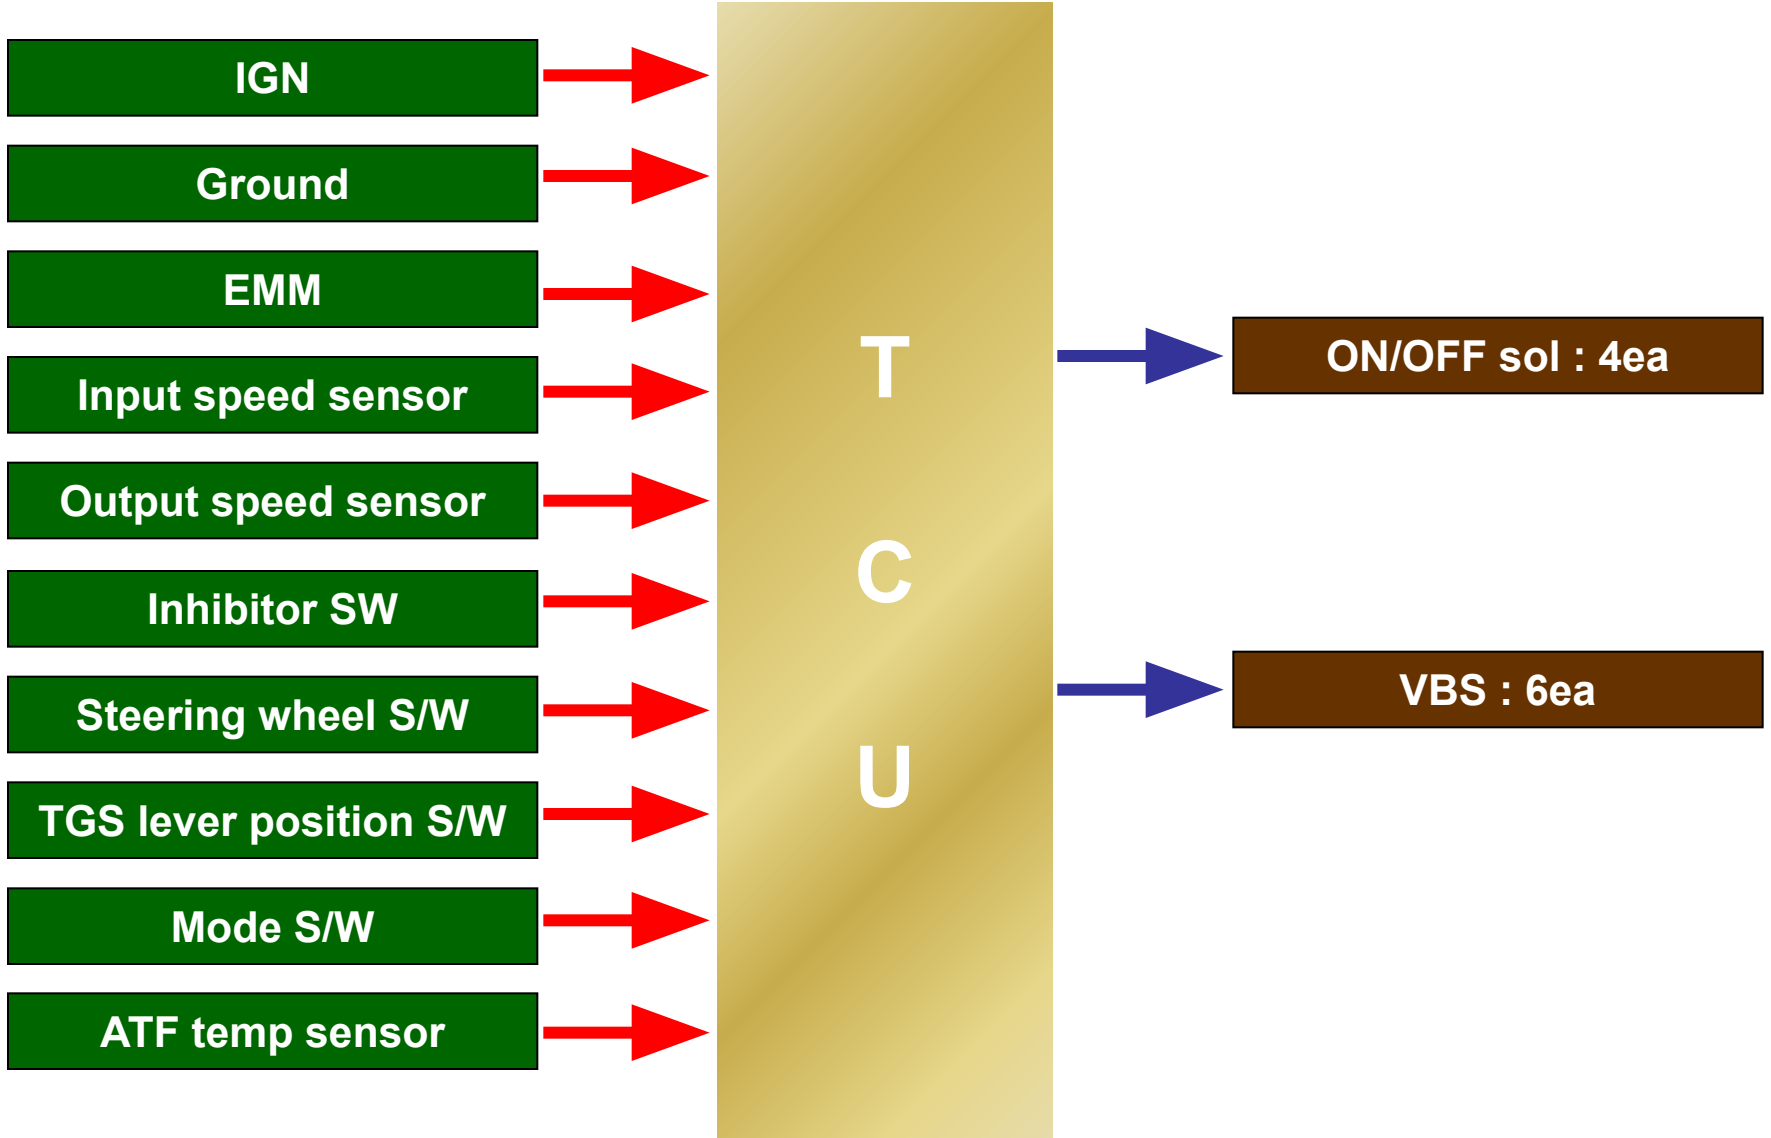 IGN
Ground
EMM
Input speed sensor
Output speed sensor
Inhibitor SW
Steering wheel S/W
TGS lever position S/W
Mode S/W
ATF temp sensor
T
C
U
ON/OFF sol : 4ea
VBS : 6ea